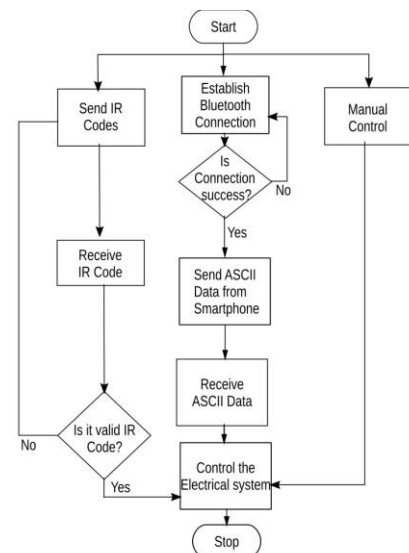 Start
Send IR
Codes
Establish
Bluetooth
Connection
Manual
Control
Is
Connection
success?
No
Yes
Receive
IR Code
Send ASCII
Data from
Smartphone
Receive
ASCII Data
Is it valid IR
Code?
No
Yes
Control the
Electrical system
Stop